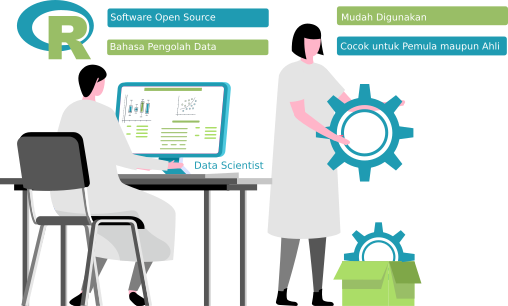 R
Software Open Source
Bahasa Pengolah Data
Mudah Digunakan
Cocok untuk Pemula maupun Ahli
Data Scientist